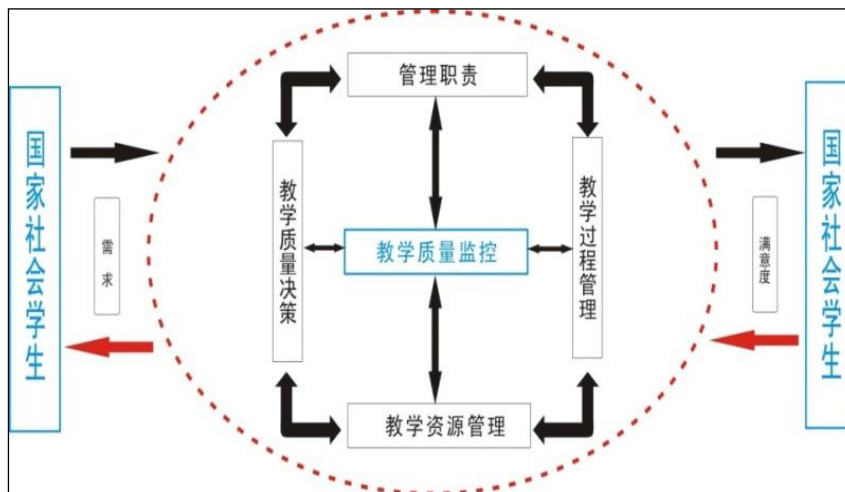 管理职责
国家社会学生
需求
教学质量决策
教学质量监控
教学过程管理
满意度
国家社会学生
教学资源管理